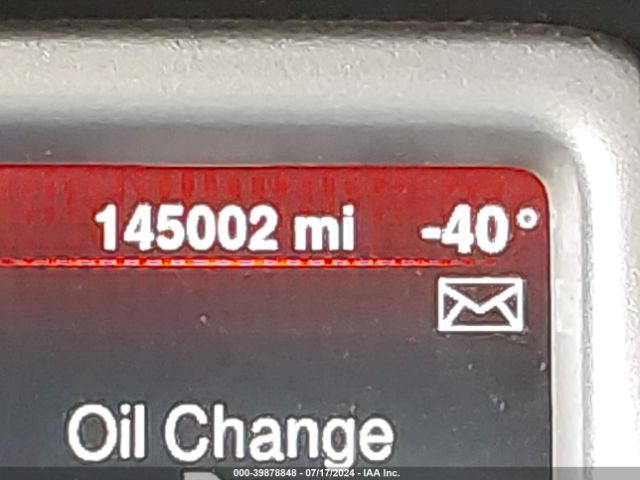 145002 mi -40°
Oil Change
000-39878848 - 07/17/2024 - IAA Inc.